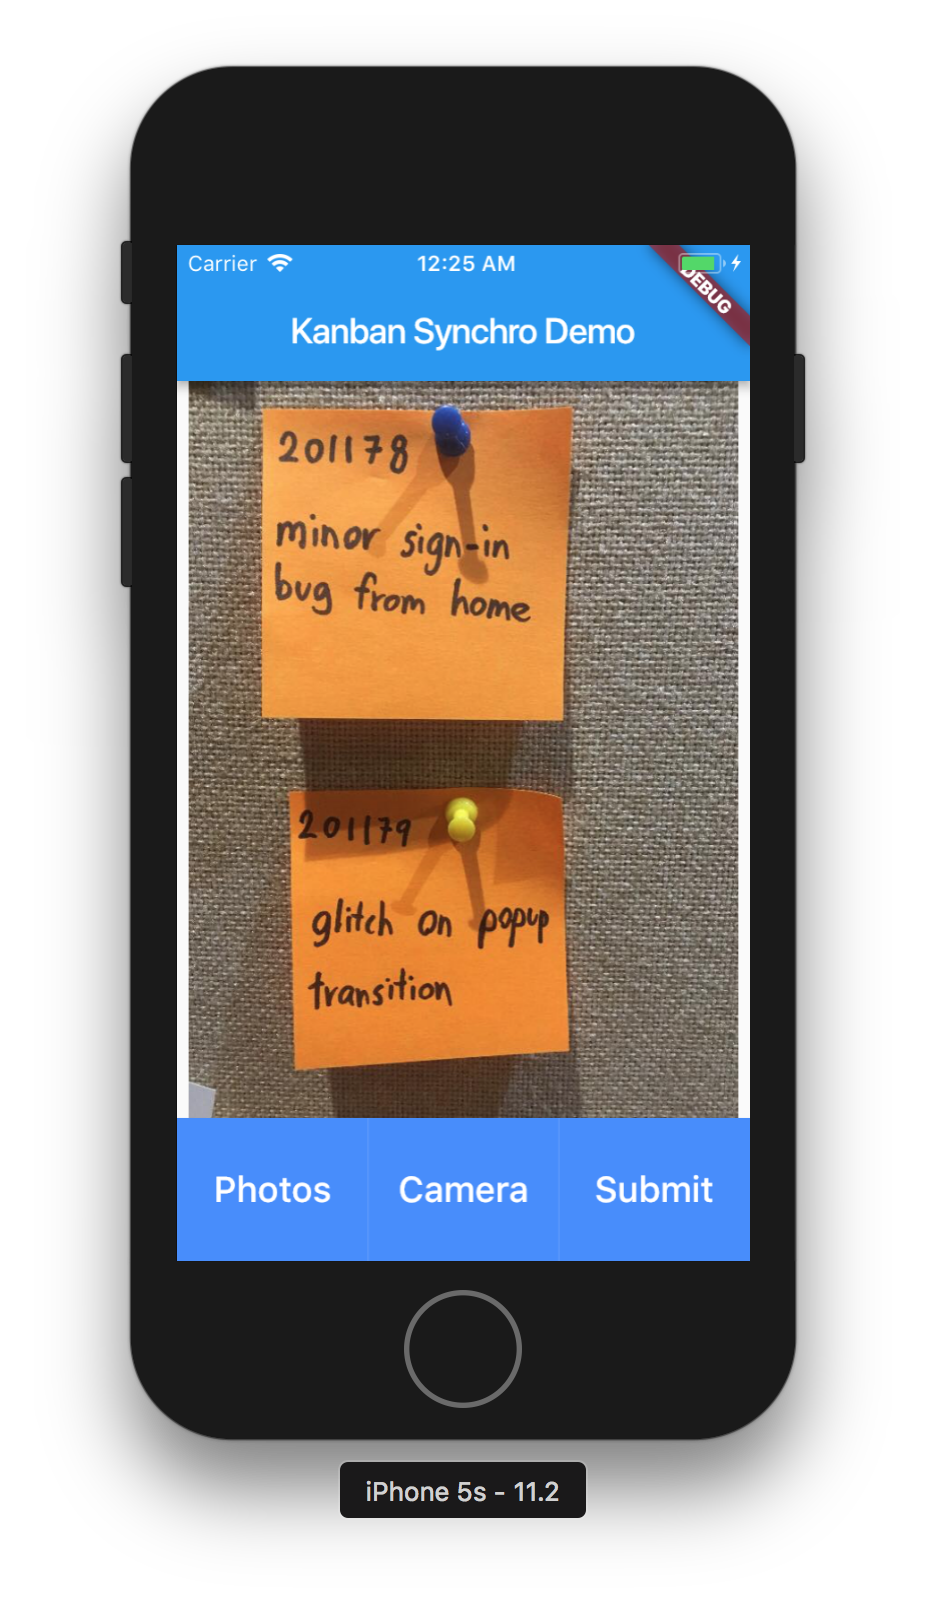 Carrier 12:25 AM
DEBUG
Kanban Synchro Demo
201178
minor sign-in
bug from home
201179
glitch on popup
transition
Photos Camera Submit
iPhone 5s - 11.2